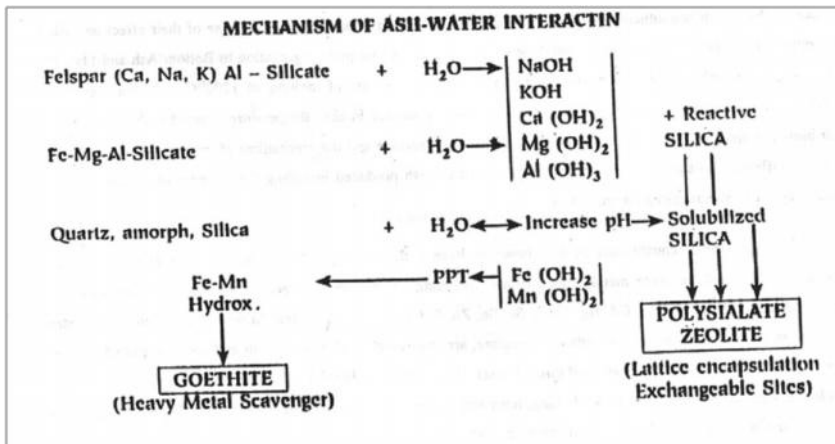 MECHANISM OF ASH-WATER INTERACTIN
Felspar (Ca, Na, K) Al – Silicate + H₂O → NaOH
KOH
Ca (OH)₂ + Reactive
Fe-Mg-Al-Silicate + H₂O → Mg (OH)₂ SILICA
Al (OH)₃
Quartz, amorph, Silica + H₂O ↔ Increase pH → Solubilized
SILICA
Fe-Mn ← PPT ← Fe (OH)₂
Hydrox. Mn (OH)₂
POLYSIALATE
ZEOLITE
GOETHITE (Lattice encapsulation
(Heavy Metal Scavenger) Exchangeable Sites)